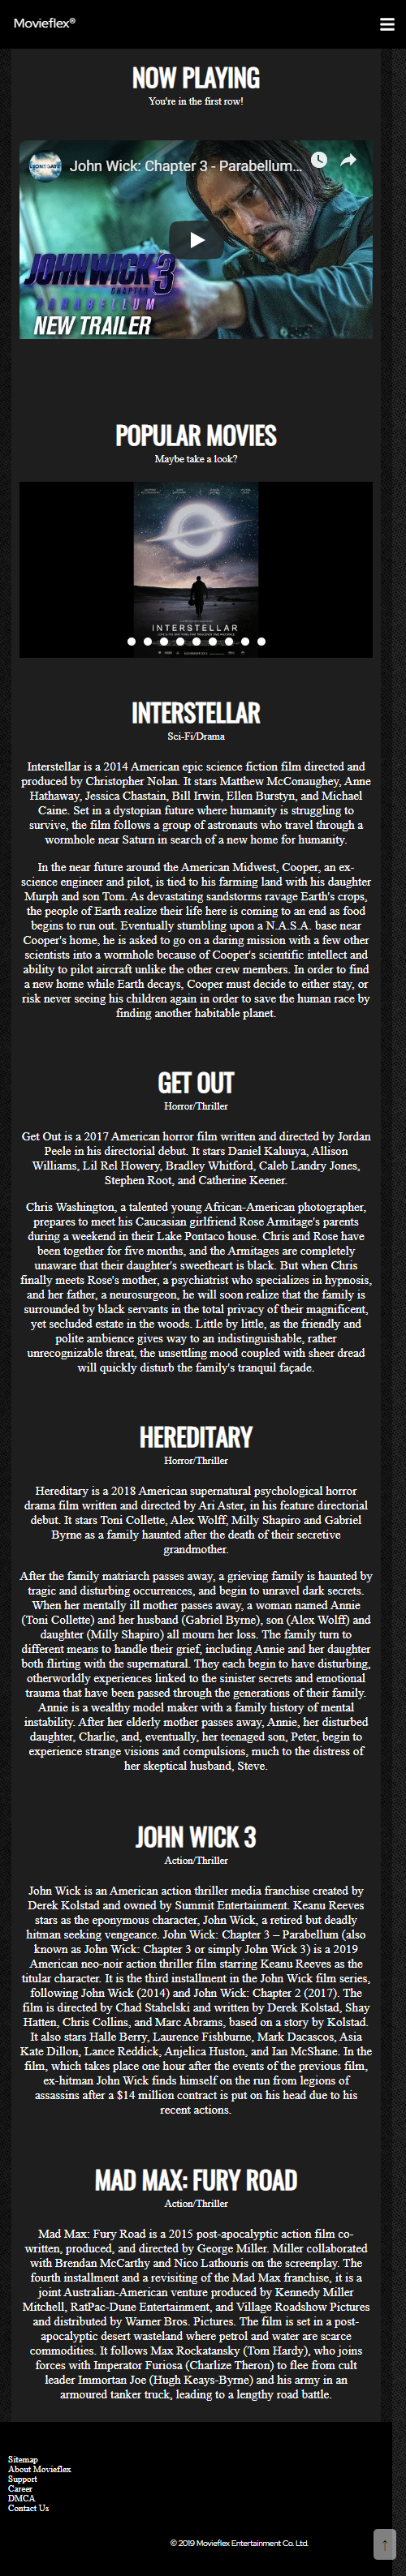 Movieflex®
NOW PLAYING
You're in the first row!
John Wick: Chapter 3 - Parabellum...
JOHN WICK 3
CHAPTER
PARABELLUM
NEW TRAILER
POPULAR MOVIES
Maybe take a look?
INTERSTELLAR
INTERSTELLAR
Sci-Fi/Drama
Interstellar is a 2014 American epic science fiction film directed and
produced by Christopher Nolan. It stars Matthew McConaughey, Anne
Hathaway, Jessica Chastain, Bill Irwin, Ellen Burstyn, and Michael
Caine. Set in a dystopian future where humanity is struggling to
survive, the film follows a group of astronauts who travel through a
wormhole near Saturn in search of a new home for humanity.
In the near future around the American Midwest, Cooper, an ex-
science engineer and pilot, is tied to his farming land with his daughter
Murph and son Tom. As devastating sandstorms ravage Earth's crops,
the people of Earth realize their life here is coming to an end as food
begins to run out. Eventually stumbling upon a N.A.S.A. base near
Cooper's home, he is asked to go on a daring mission with a few other
scientists into a wormhole because of Cooper's scientific intellect and
ability to pilot aircraft unlike the other crew members. In order to find
a new home while Earth decays, Cooper must decide to either stay, or
risk never seeing his children again in order to save the human race by
finding another habitable planet.
GET OUT
Horror/Thriller
Get Out is a 2017 American horror film written and directed by Jordan
Peele in his directorial debut. It stars Daniel Kaluuya, Allison
Williams, Lil Rel Howery, Bradley Whitford, Caleb Landry Jones,
Stephen Root, and Catherine Keener.
Chris Washington, a talented young African-American photographer,
prepares to meet his Caucasian girlfriend Rose Armitage's parents
during a weekend in their Lake Pontaco house. Chris and Rose have
been together for five months, and the Armitages are completely
unaware that their daughter's sweetheart is black. But when Chris
finally meets Rose's mother, a psychiatrist who specializes in hypnosis,
and her father, a neurosurgeon, he will soon realize that the family is
surrounded by black servants in the total privacy of their magnificent,
yet secluded estate in the woods. Little by little, as the friendly and
polite ambience gives way to an indistinguishable, rather
unrecognizable threat, the unsettling mood coupled with sheer dread
will quickly disturb the family's tranquil façade.
HEREDITARY
Horror/Thriller
Hereditary is a 2018 American supernatural psychological horror
drama film written and directed by Ari Aster, in his feature directorial
debut. It stars Toni Collette, Alex Wolff, Milly Shapiro and Gabriel
Byrne as a family haunted after the death of their secretive
grandmother.
After the family matriarch passes away, a grieving family is haunted by
tragic and disturbing occurrences, and begin to unravel dark secrets.
When her mentally ill mother passes away, a woman named Annie
(Toni Collette) and her husband (Gabriel Byrne), son (Alex Wolff) and
daughter (Milly Shapiro) all mourn her loss. The family turn to
different means to handle their grief, including Annie and her daughter
both flirting with the supernatural. They each begin to have disturbing,
otherworldly experiences linked to the sinister secrets and emotional
trauma that have been passed through the generations of their family.
Annie is a wealthy model maker with a family history of mental
instability. After her elderly mother passes away, Annie, her disturbed
daughter, Charlie, and, eventually, her teenaged son, Peter, begin to
experience strange visions and compulsions, much to the distress of
her skeptical husband, Steve.
JOHN WICK 3
Action/Thriller
John Wick is an American action thriller media franchise created by
Derek Kolstad and owned by Summit Entertainment. Keanu Reeves
stars as the eponymous character, John Wick, a retired but deadly
hitman seeking vengeance. John Wick: Chapter 3 – Parabellum (also
known as John Wick: Chapter 3 or simply John Wick 3) is a 2019
American neo-noir action thriller film starring Keanu Reeves as the
titular character. It is the third installment in the John Wick film series,
following John Wick (2014) and John Wick: Chapter 2 (2017). The
film is directed by Chad Stahelski and written by Derek Kolstad, Shay
Hatten, Chris Collins, and Marc Abrams, based on a story by Kolstad.
It also stars Halle Berry, Laurence Fishburne, Mark Dacascos, Asia
Kate Dillon, Lance Reddick, Anjelica Huston, and Ian McShane. In the
film, which takes place one hour after the events of the previous film,
ex-hitman John Wick finds himself on the run from legions of
assassins after a $14 million contract is put on his head due to his
recent actions.
MAD MAX: FURY ROAD
Action/Thriller
Mad Max: Fury Road is a 2015 post-apocalyptic action film co-
written, produced, and directed by George Miller. Miller collaborated
with Brendan McCarthy and Nico Lathouris on the screenplay. The
fourth installment and a revisiting of the Mad Max franchise, it is a
joint Australian-American venture produced by Kennedy Miller
Mitchell, RatPac-Dune Entertainment, and Village Roadshow Pictures
and distributed by Warner Bros. Pictures. The film is set in a post-
apocalyptic desert wasteland where petrol and water are scarce
commodities. It follows Max Rockatansky (Tom Hardy), who joins
forces with Imperator Furiosa (Charlize Theron) to flee from cult
leader Immortan Joe (Hugh Keays-Byrne) and his army in an
armoured tanker truck, leading to a lengthy road battle.
Sitemap
About Movieflex
Support
Career
DMCA
Contact Us
© 2019 Movieflex Entertainment Co. Ltd.
↑